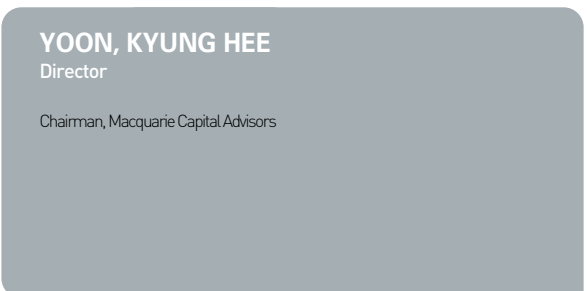 YOON, KYUNG HEE
Director
Chairman, Macquarie Capital Advisors